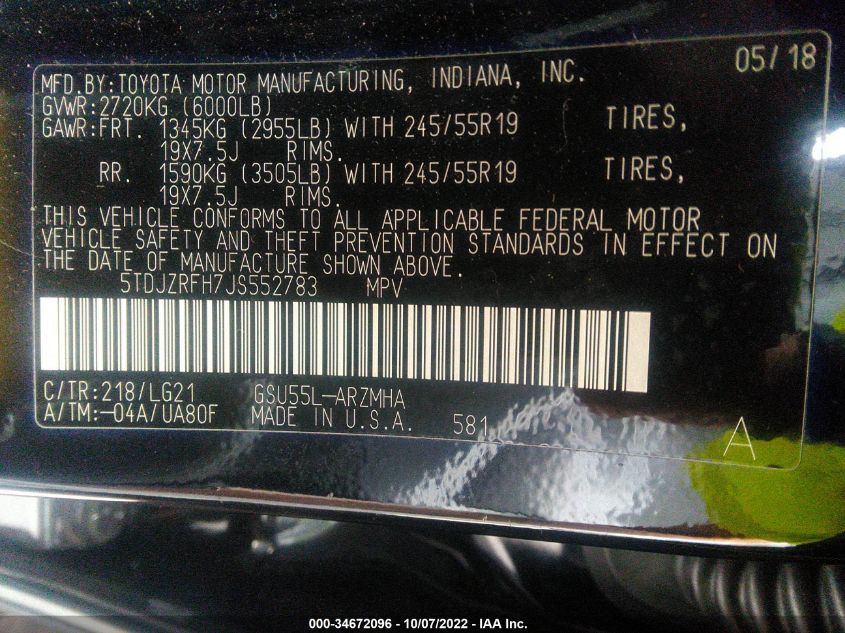 05/18
MFD.BY:TOYOTA MOTOR MANUFACTURING, INDIANA, INC.
GVWR:2720KG (6000LB)
GAWR:FRT. 1345KG (2955LB) WITH 245/55R19 TIRES,
19X7.5J RIMS.
RR. 1590KG (3505LB) WITH 245/55R19 TIRES,
19X7.5J RIMS.
THIS VEHICLE CONFORMS TO ALL APPLICABLE FEDERAL MOTOR
VEHICLE SAFETY AND THEFT PREVENTION STANDARDS IN EFFECT ON
THE DATE OF MANUFACTURE SHOWN ABOVE.
5TDJZRFH7JS552783 MPV
C/TR:218/LG21 GSU55L-ARZMHA
A/TM:-04A/UA80F MADE IN U.S.A. 581
A
000-34672096 - 10/07/2022 - IAA Inc.